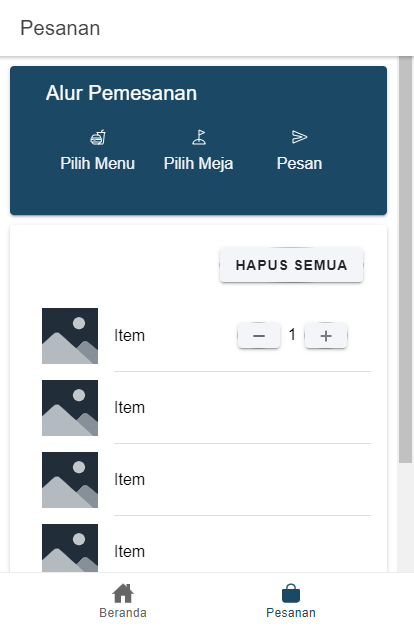 Pesanan
Alur Pemesanan
Pilih Menu Pilih Meja Pesan
HAPUS SEMUA
Item 1
Item
Item
Item
Beranda Pesanan